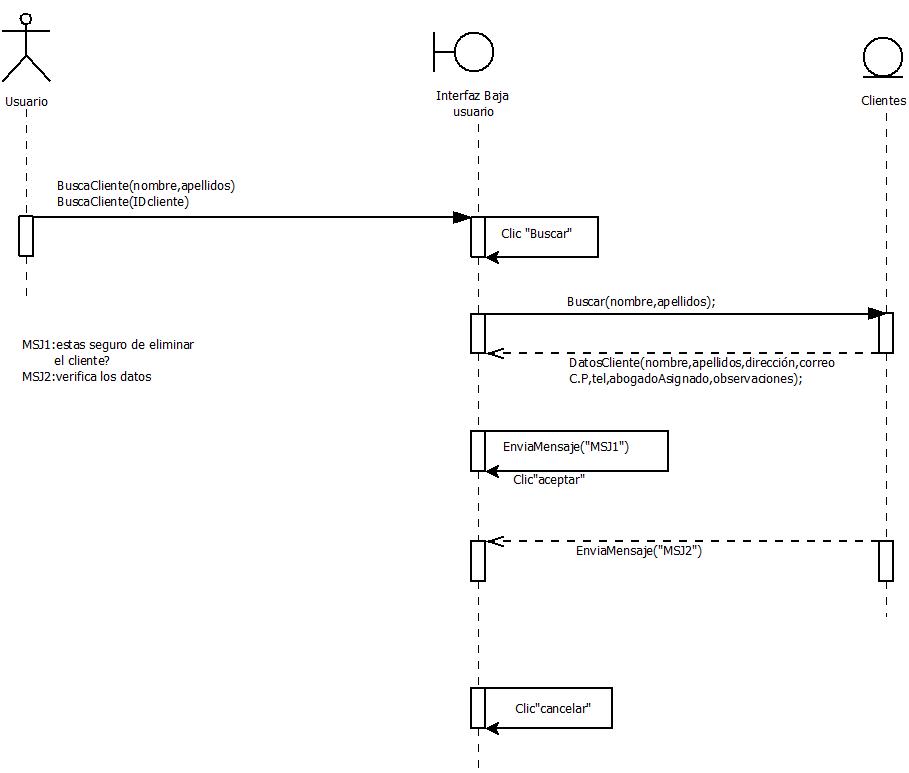 Usuario
Interfaz Baja
usuario
Clientes
BuscaCliente(nombre,apellidos)
BuscaCliente(IDcliente)
Clic "Buscar"
Buscar(nombre,apellidos);
MSJ1:estas seguro de eliminar
el cliente?
MSJ2:verifica los datos
DatosCliente(nombre,apellidos,dirección,correo
C.P,tel,abogadoAsignado,observaciones);
EnviaMensaje("MSJ1")
Clic"aceptar"
EnviaMensaje("MSJ2")
Clic"cancelar"